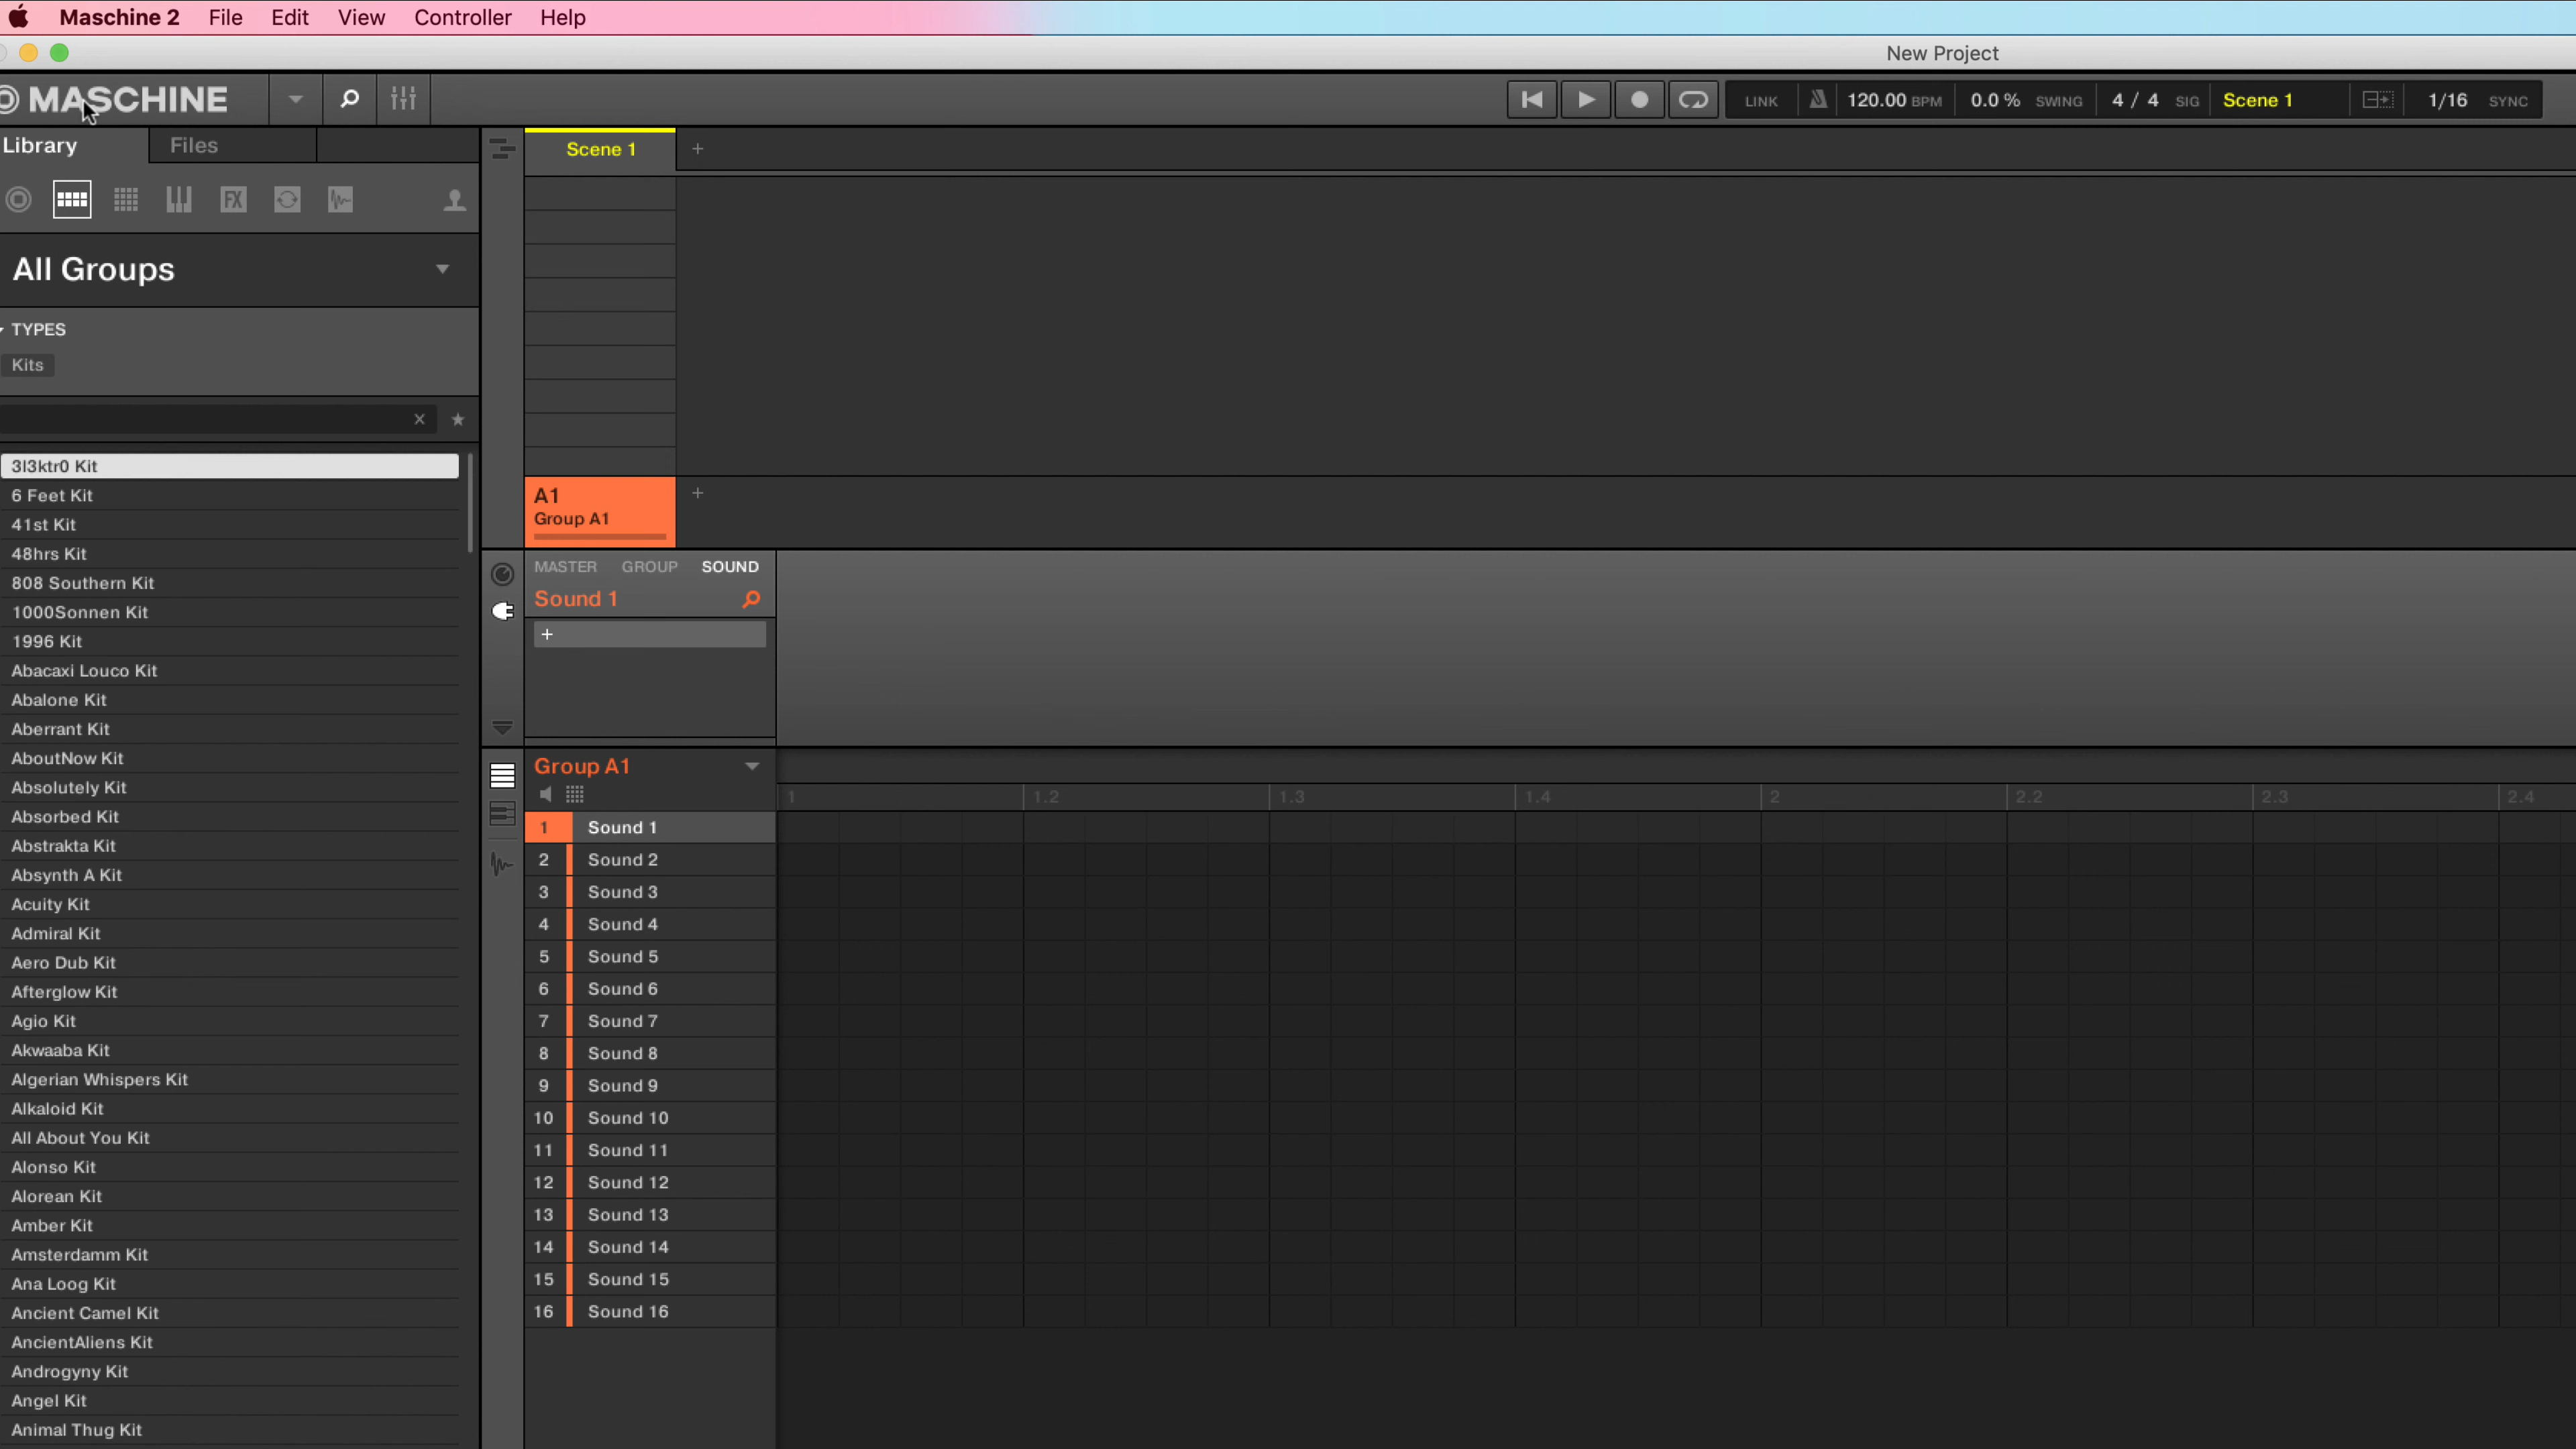 Maschine 2 File Edit View Controller Help
New Project
MASCHINE LINK 120.00 BPM 0.0 % SWING 4 / 4 SIG Scene 1 1/16 SYNC
Library Files
Scene 1 +
FX
All Groups
TYPES
Kits
3l3ktr0 Kit
6 Feet Kit
41st Kit
48hrs Kit
808 Southern Kit
1000Sonnen Kit
1996 Kit
Abacaxi Louco Kit
Abalone Kit
Aberrant Kit
AboutNow Kit
Absolutely Kit
Absorbed Kit
Abstrakta Kit
Absynth A Kit
Acuity Kit
Admiral Kit
Aero Dub Kit
Afterglow Kit
Agio Kit
Akwaaba Kit
Algerian Whispers Kit
Alkaloid Kit
All About You Kit
Alonso Kit
Alorean Kit
Amber Kit
Amsterdamm Kit
Ana Loog Kit
Ancient Camel Kit
AncientAliens Kit
Androgyny Kit
Angel Kit
Animal Thug Kit
A1 +
Group A1
MASTER GROUP SOUND
Sound 1
+
Group A1
1 1.2 1.3 1.4 2 2.2 2.3 2.4
1 Sound 1
2 Sound 2
3 Sound 3
4 Sound 4
5 Sound 5
6 Sound 6
7 Sound 7
8 Sound 8
9 Sound 9
10 Sound 10
11 Sound 11
12 Sound 12
13 Sound 13
14 Sound 14
15 Sound 15
16 Sound 16